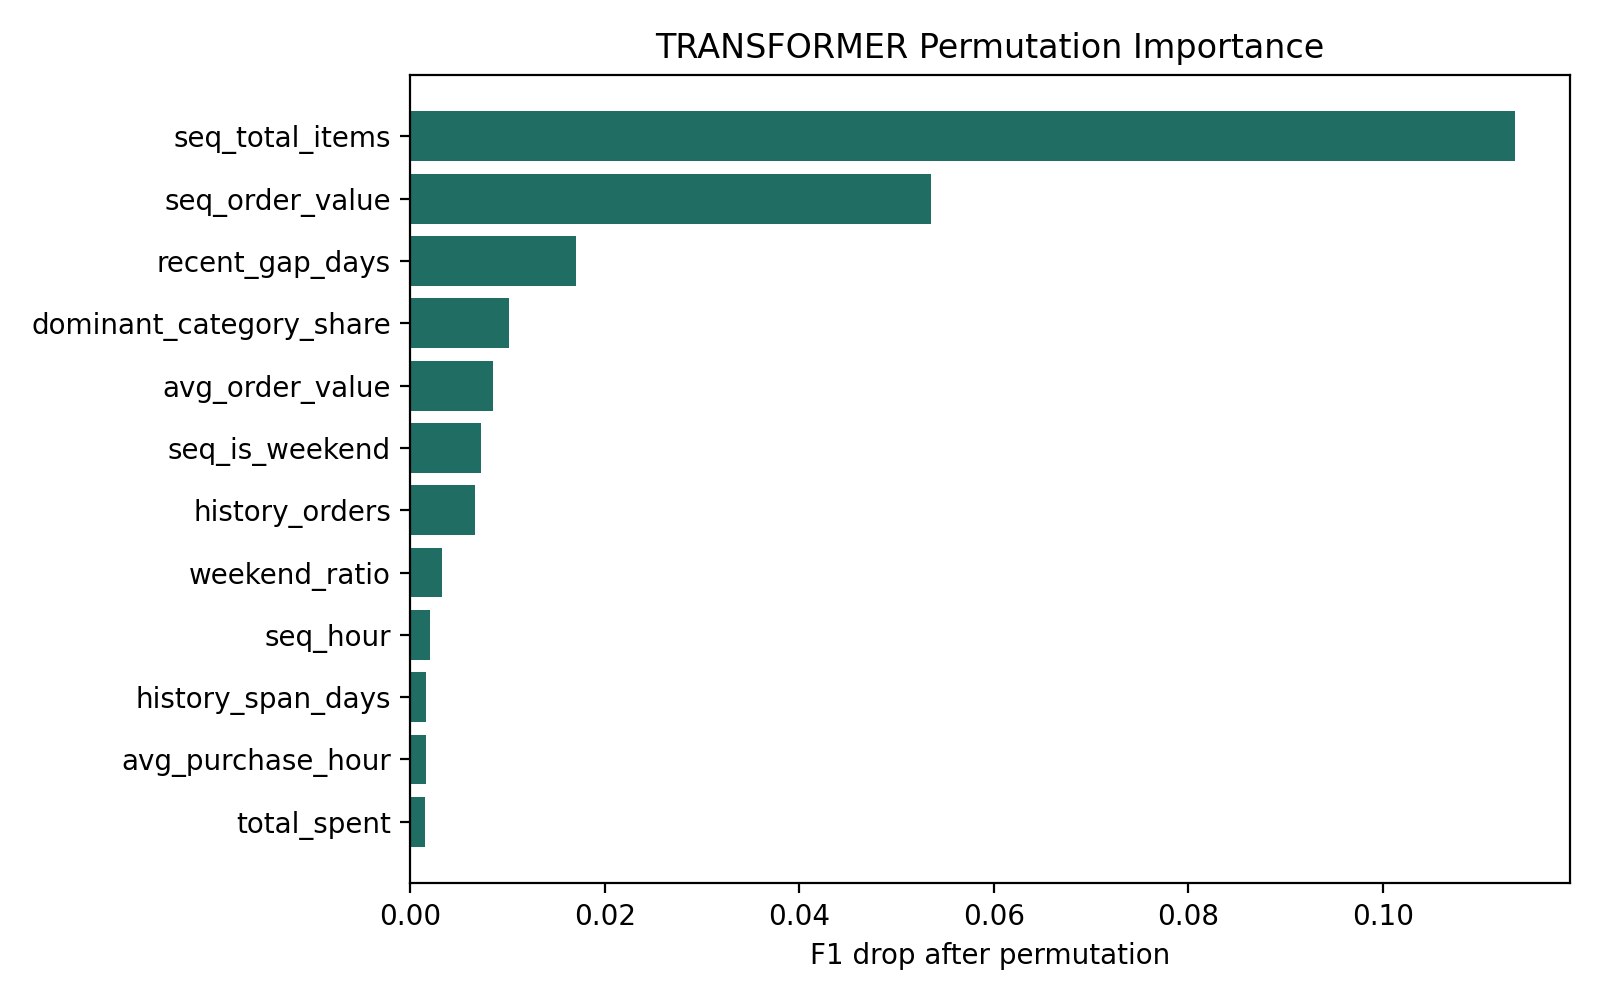 TRANSFORMER Permutation Importance
seq_total_items
seq_order_value
recent_gap_days
dominant_category_share
avg_order_value
seq_is_weekend
history_orders
weekend_ratio
seq_hour
history_span_days
avg_purchase_hour
total_spent
0.00 0.02 0.04 0.06 0.08 0.10
F1 drop after permutation